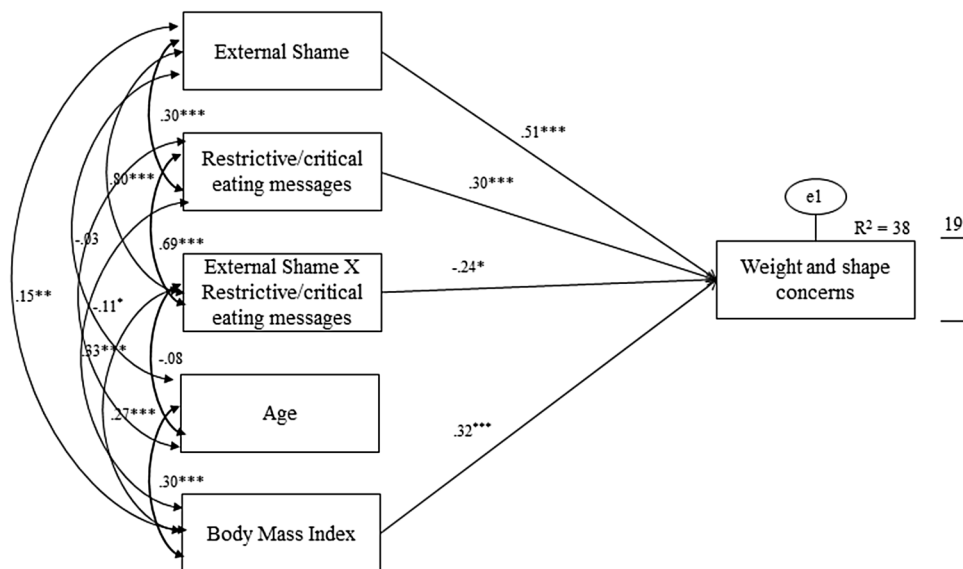 External Shame
.30***
.51***
Restrictive/critical
eating messages
.80***
.30***
e1
R² = 38
19
-.03
.69***
External Shame X
Restrictive/critical
eating messages
-.24*
Weight and shape
concerns
.15**
-.11*
.33***
-.08
Age
.27***
.32***
.30***
Body Mass Index